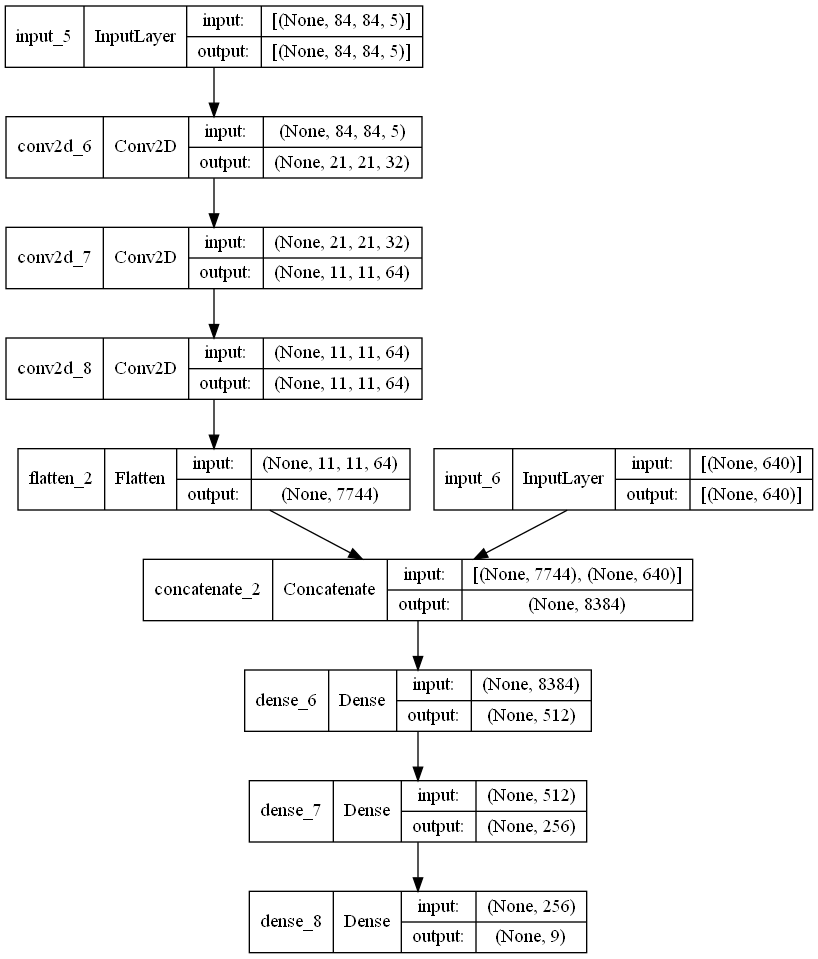 input_5 InputLayer input: [(None, 84, 84, 5)]
output: [(None, 84, 84, 5)]
conv2d_6 Conv2D input: (None, 84, 84, 5)
output: (None, 21, 21, 32)
conv2d_7 Conv2D input: (None, 21, 21, 32)
output: (None, 11, 11, 64)
conv2d_8 Conv2D input: (None, 11, 11, 64)
output: (None, 11, 11, 64)
flatten_2 Flatten input: (None, 11, 11, 64)
output: (None, 7744)
input_6 InputLayer input: [(None, 640)]
output: [(None, 640)]
concatenate_2 Concatenate input: [(None, 7744), (None, 640)]
output: (None, 8384)
dense_6 Dense input: (None, 8384)
output: (None, 512)
dense_7 Dense input: (None, 512)
output: (None, 256)
dense_8 Dense input: (None, 256)
output: (None, 9)